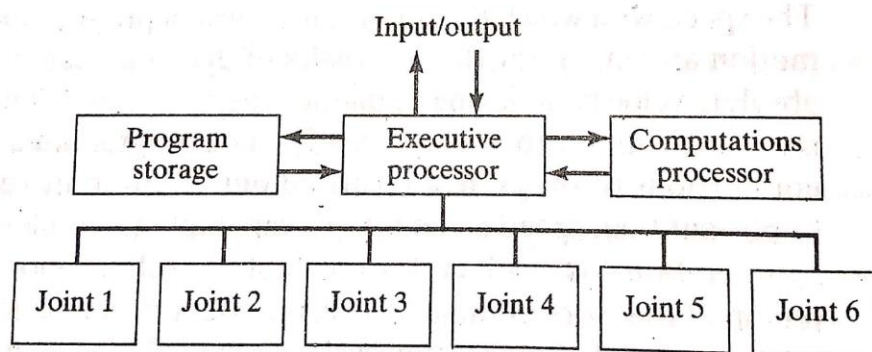 Input/output
Program
storage
Executive
processor
Computations
processor
Joint 1
Joint 2
Joint 3
Joint 4
Joint 5
Joint 6